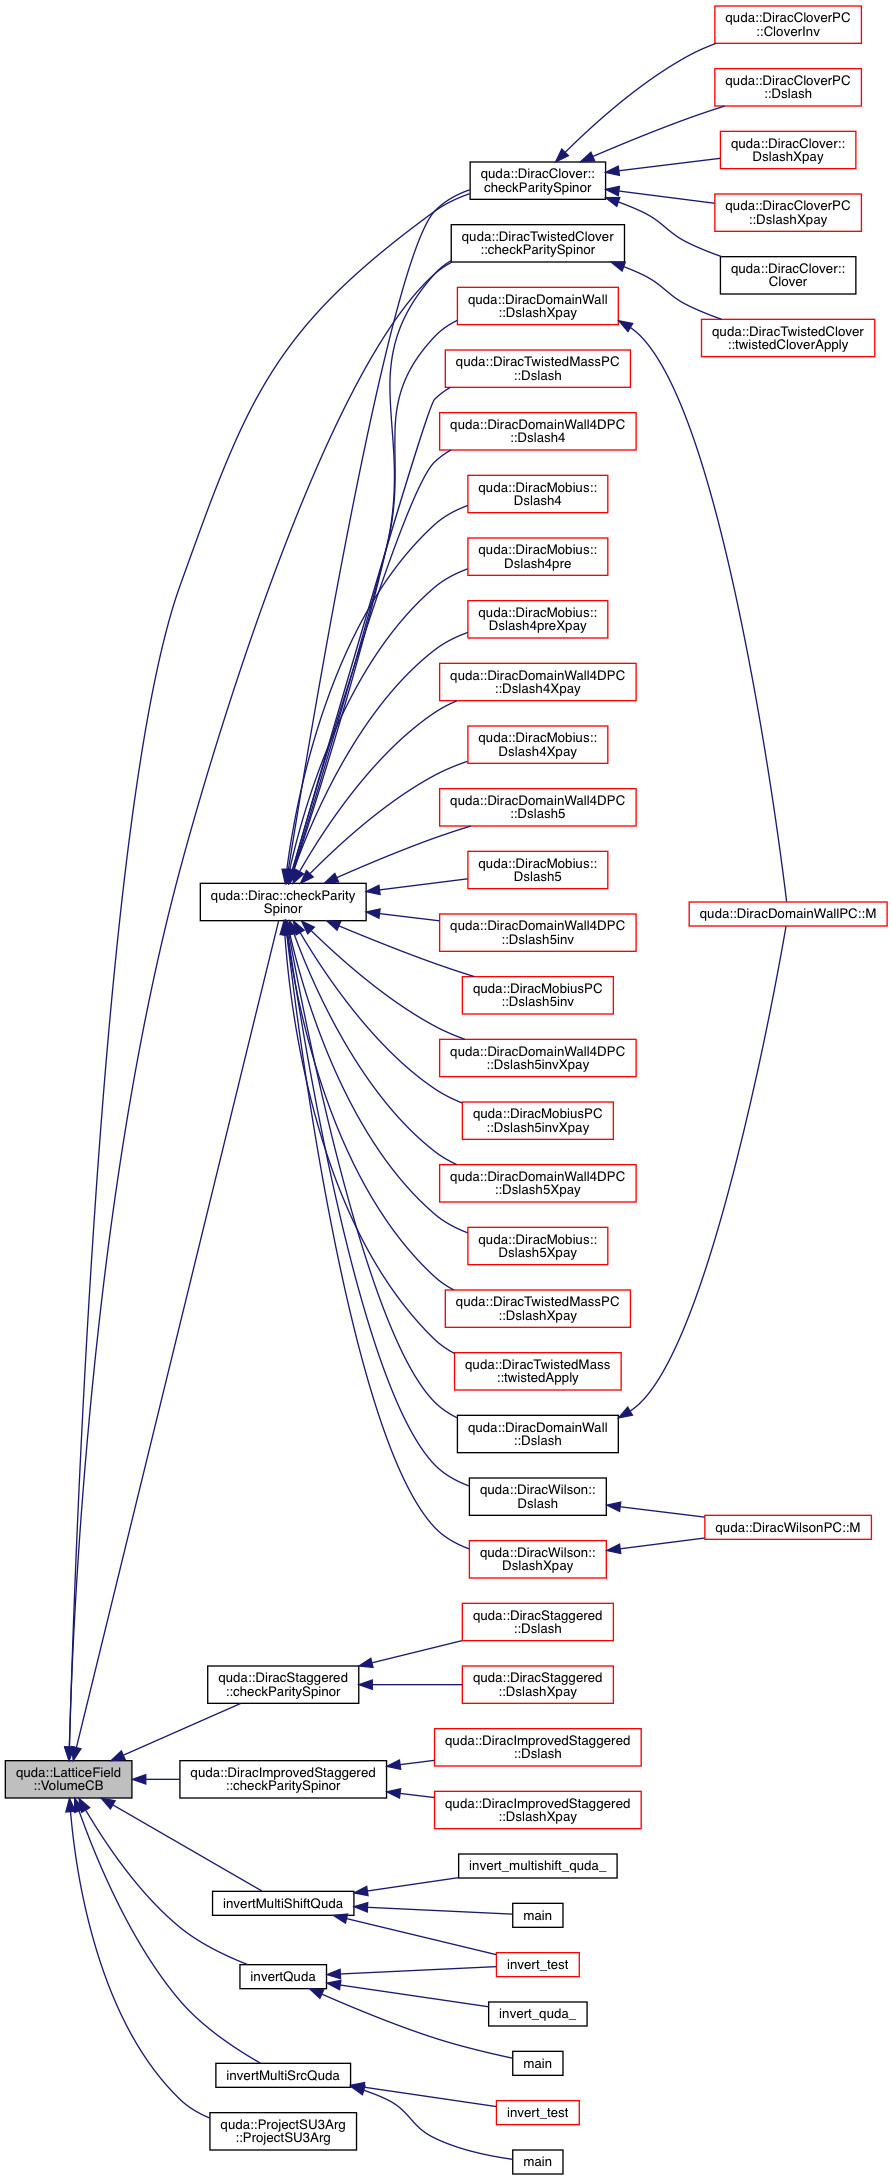 quda::DiracCloverPC
::CloverInv
quda::DiracCloverPC
::Dslash
quda::DiracClover::
DslashXpay
quda::DiracClover::
checkParitySpinor
quda::DiracCloverPC
::DslashXpay
quda::DiracTwistedClover
::checkParitySpinor
quda::DiracClover::
Clover
quda::DiracDomainWall
::DslashXpay
quda::DiracTwistedClover
::twistedCloverApply
quda::DiracTwistedMassPC
::Dslash
quda::DiracDomainWall4DPC
::Dslash4
quda::DiracMobius::
Dslash4
quda::DiracMobius::
Dslash4pre
quda::DiracMobius::
Dslash4preXpay
quda::DiracDomainWall4DPC
::Dslash4Xpay
quda::DiracMobius::
Dslash4Xpay
quda::DiracDomainWall4DPC
::Dslash5
quda::DiracMobius::
Dslash5
quda::Dirac::checkParity
Spinor
quda::DiracDomainWallPC::M
quda::DiracDomainWall4DPC
::Dslash5inv
quda::DiracMobiusPC
::Dslash5inv
quda::DiracDomainWall4DPC
::Dslash5invXpay
quda::DiracMobiusPC
::Dslash5invXpay
quda::DiracDomainWall4DPC
::Dslash5Xpay
quda::DiracMobius::
Dslash5Xpay
quda::DiracTwistedMassPC
::DslashXpay
quda::DiracTwistedMass
::twistedApply
quda::DiracDomainWall
::Dslash
quda::DiracWilson::
Dslash
quda::DiracWilsonPC::M
quda::DiracWilson::
DslashXpay
quda::DiracStaggered
::Dslash
quda::DiracStaggered
::checkParitySpinor
quda::DiracStaggered
::DslashXpay
quda::DiracImprovedStaggered
::Dslash
quda::LatticeField
::VolumeCB
quda::DiracImprovedStaggered
::checkParitySpinor
quda::DiracImprovedStaggered
::DslashXpay
invert_multishift_quda_
invertMultiShiftQuda
main
invert_test
invertQuda
invert_quda_
main
invertMultiSrcQuda
invert_test
quda::ProjectSU3Arg
::ProjectSU3Arg
main